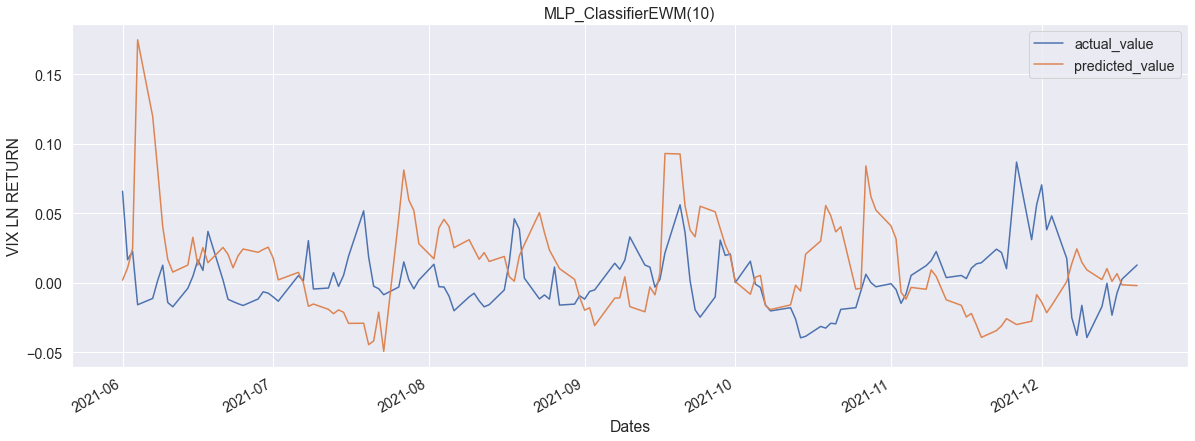 MLP_ClassifierEWM(10)
actual_value
predicted_value
VIX LN RETURN
0.15
0.10
0.05
0.00
−0.05
2021-06
2021-07
2021-08
2021-09
2021-10
2021-11
2021-12
Dates